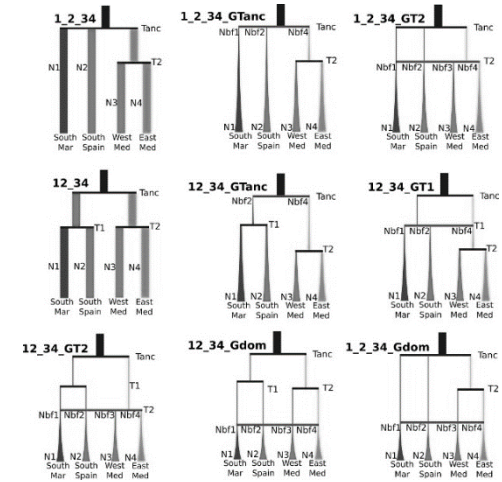 1_2_34
Tanc
N1
N2
T2
N3
N4
South Mar
South Spain
West Med
East Med
1_2_34_GTanc
Nbf1
Nbf2
Nbf4
Tanc
T2
N1
N2
N3
N4
South Mar
South Spain
West Med
East Med
1_2_34_GT2
Tanc
Nbf1
Nbf2
Nbf3
Nbf4
T2
N1
N2
N3
N4
South Mar
South Spain
West Med
East Med
12_34
Tanc
T1
T2
N1
N2
N3
N4
South Mar
South Spain
West Med
East Med
12_34_GTanc
Nbf2
Nbf4
Tanc
T1
T2
N1
N2
N3
N4
South Mar
South Spain
West Med
East Med
12_34_GT1
Tanc
Nbf1
Nbf2
Nbf4
T1
T2
N1
N2
N3
N4
South Mar
South Spain
West Med
East Med
12_34_GT2
Tanc
T1
Nbf1
Nbf2
Nbf3
Nbf4
T2
N1
N2
N3
N4
South Mar
South Spain
West Med
East Med
12_34_Gdom
Tanc
T1
T2
Nbf1
Nbf2
Nbf3
Nbf4
N1
N2
N3
N4
South Mar
South Spain
West Med
East Med
1_2_34_Gdom
Tanc
T2
Nbf1
Nbf2
Nbf3
Nbf4
N1
N2
N3
N4
South Mar
South Spain
West Med
East Med